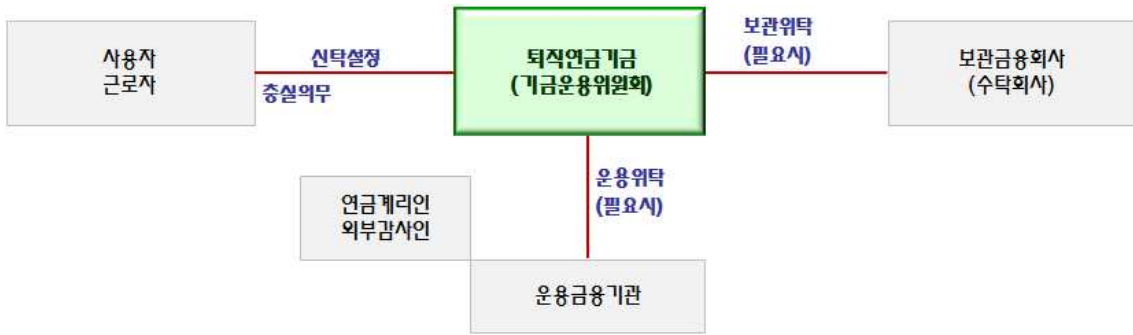 사용자
근로자
신탁설정
충실의무
퇴직연금기금
(기금운용위원회)
보관위탁
(필요시)
보관금융회사
(수탁회사)
운용위탁
(필요시)
연금계리인
외부감사인
운용금융기관